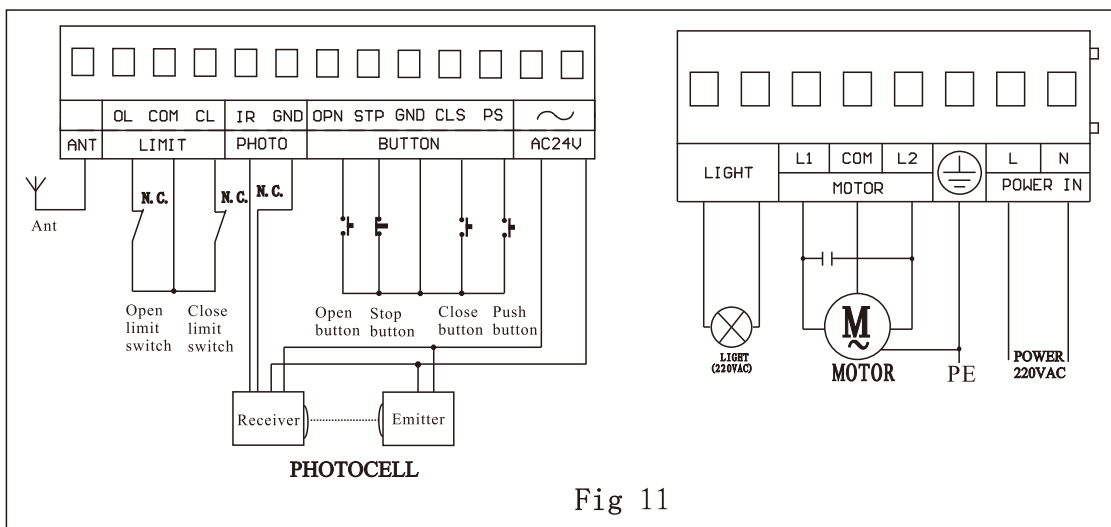 OL COM CL IR GND OPN STP GND CLS PS
ANT LIMIT PHOTO BUTTON AC24V
N.C. N.C. N.C.
Ant
Open limit switch
Close limit switch
Open button
Stop button
Close button
Push button
Receiver
Emitter
PHOTOCELL
LIGHT L1 COM L2 L N
MOTOR POWER IN
M
LIGHT
(220VAC)
MOTOR
PE
POWER
220VAC
Fig 11